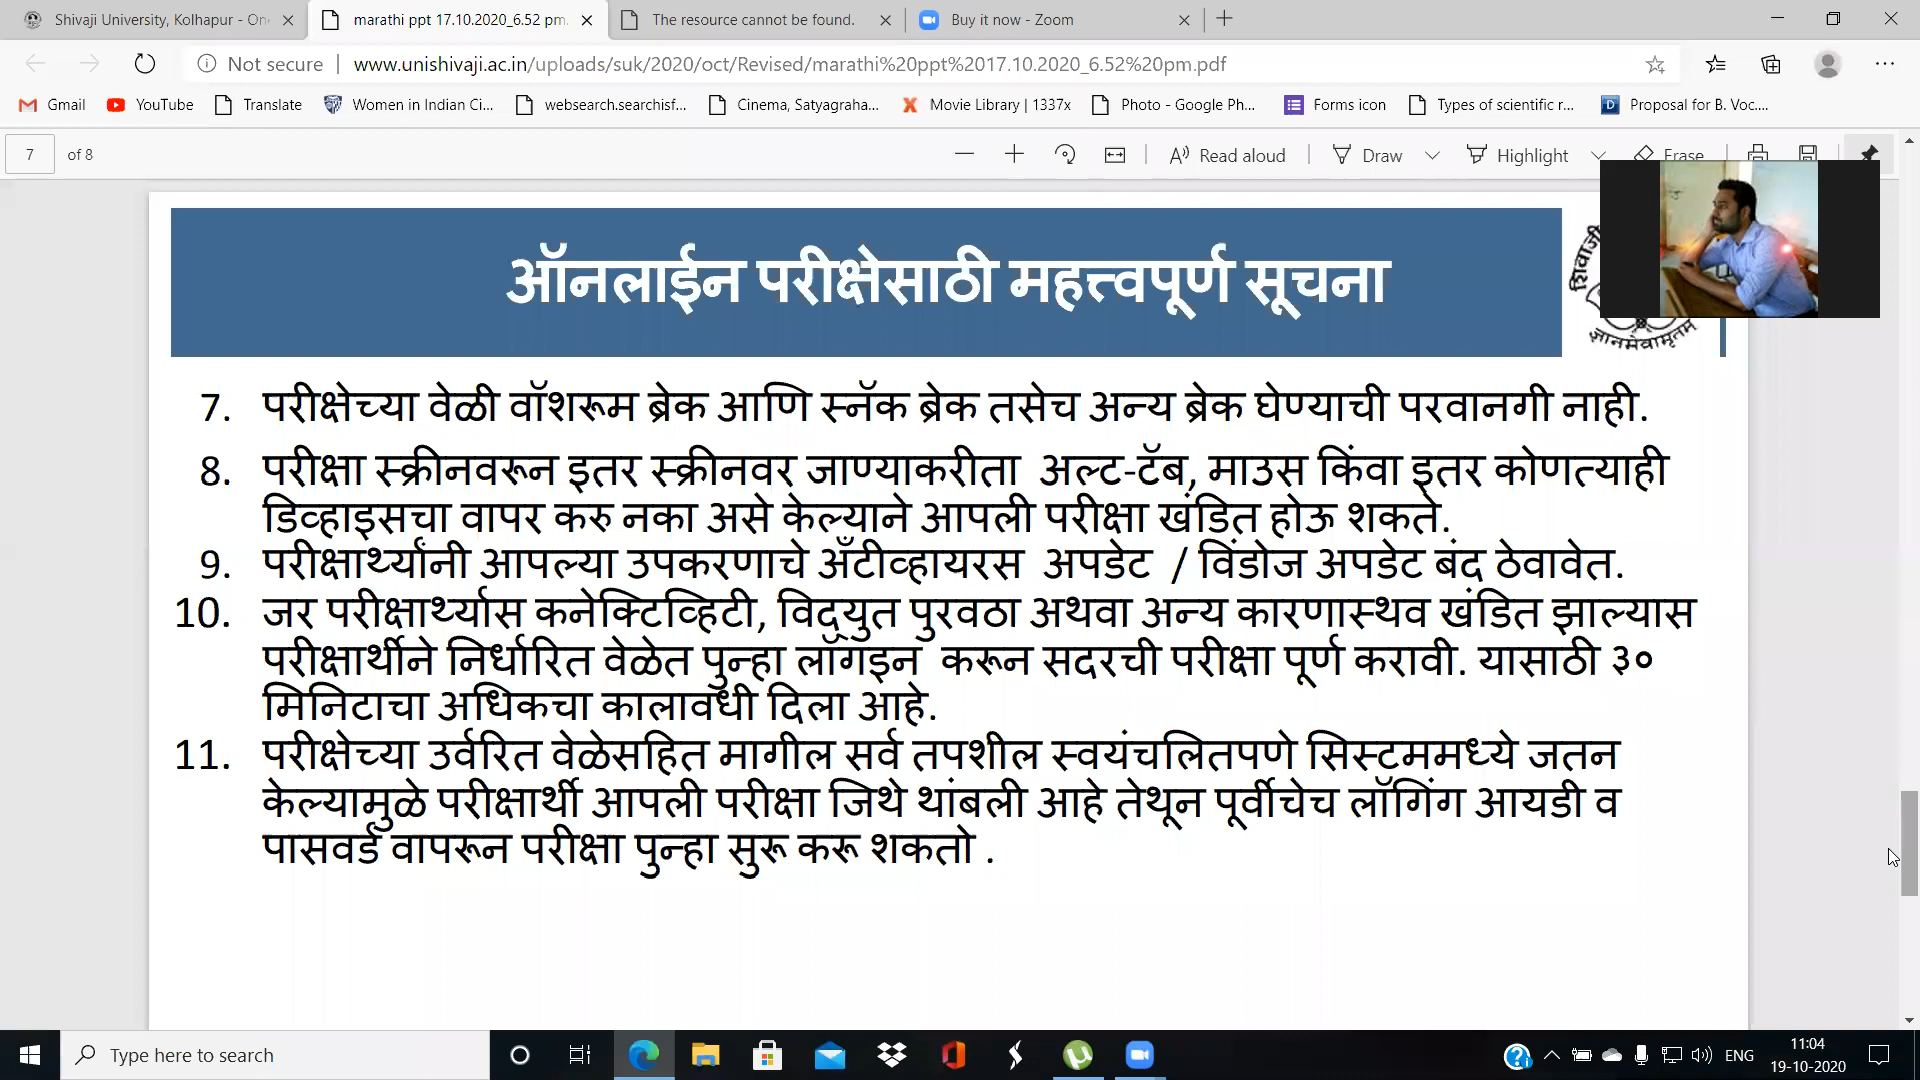 Shivaji University, Kolhapur - On
marathi ppt 17.10.2020_6.52 pm.
The resource cannot be found.
Buy it now - Zoom
Not secure
www.unishivaji.ac.in/uploads/suk/2020/oct/Revised/marathi%20ppt%2017.10.2020_6.52%20pm.pdf
Gmail YouTube Translate Women in Indian Ci... websearch.searchisf... Cinema, Satyagraha... Movie Library | 1337x Photo - Google Ph... Forms icon Types of scientific r... Proposal for B. Voc....
7 of 8 Read aloud Draw Highlight Erase
ऑनलाईन परीक्षेसाठी महत्त्वपूर्ण सूचना
शिवाजी
ज्ञानमेवामृतम
7. परीक्षेच्या वेळी वॉशरूम ब्रेक आणि स्नॅक ब्रेक तसेच अन्य ब्रेक घेण्याची परवानगी नाही.
8. परीक्षा स्क्रीनवरून इतर स्क्रीनवर जाण्याकरीता अल्ट-टॅब, माउस किंवा इतर कोणत्याही
डिव्हाइसचा वापर करु नका असे केल्याने आपली परीक्षा खंडित होऊ शकते.
9. परीक्षार्थ्यांनी आपल्या उपकरणाचे अँटीव्हायरस अपडेट / विंडोज अपडेट बंद ठेवावेत.
10. जर परीक्षार्थ्यास कनेक्टिव्हिटी, विद्युत पुरवठा अथवा अन्य कारणास्थव खंडित झाल्यास
परीक्षार्थीने निर्धारित वेळेत पुन्हा लॉगइन करून सदरची परीक्षा पूर्ण करावी. यासाठी ३०
मिनिटाचा अधिकचा कालावधी दिला आहे.
11. परीक्षेच्या उर्वरित वेळेसहित मागील सर्व तपशील स्वयंचलितपणे सिस्टममध्ये जतन
केल्यामुळे परीक्षार्थी आपली परीक्षा जिथे थांबली आहे तेथून पूर्वीचेच लॉगिंग आयडी व
पासवर्ड वापरून परीक्षा पुन्हा सुरू करू शकतो .
Type here to search
ENG
11:04
19-10-2020